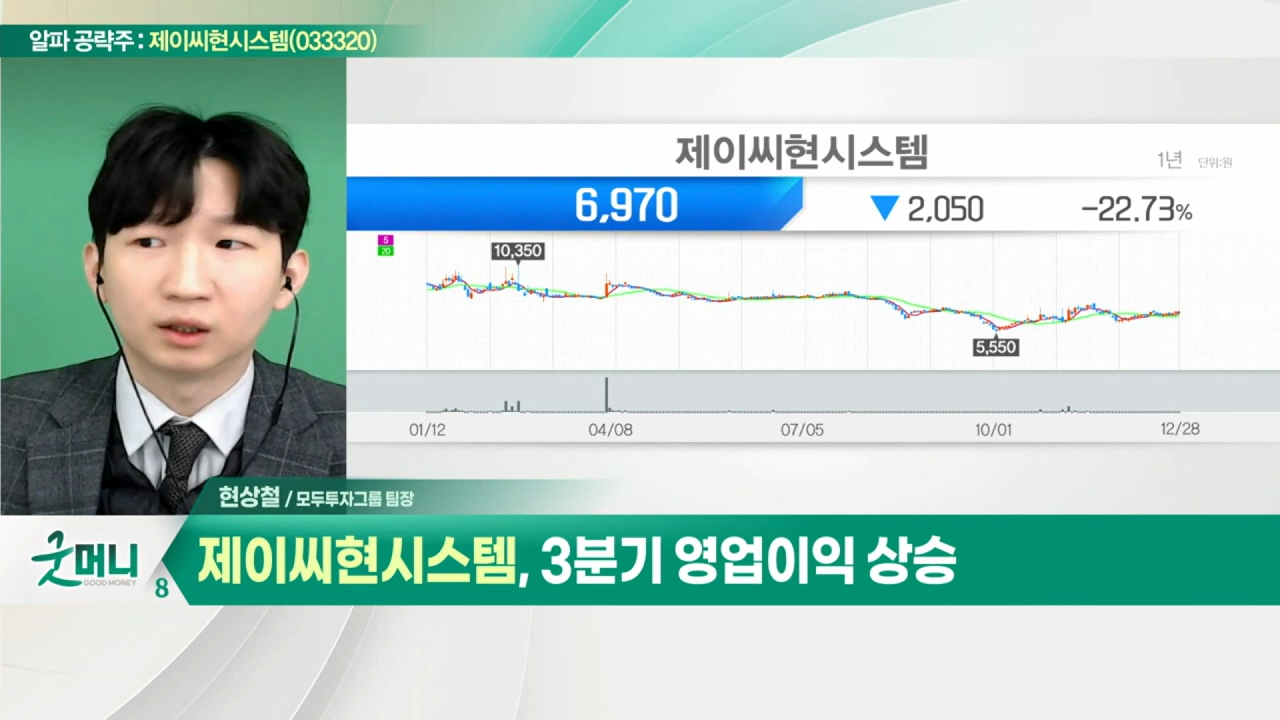 알파 공략주 : 제이씨현시스템(033320)
제이씨현시스템
1년 단위:원
6,970
▼ 2,050
-22.73%
5
20
10,350
5,550
01/12 04/08 07/05 10/01 12/28
현상철 / 모두투자그룹 팀장
굿머니
GOOD MONEY
8
제이씨현시스템, 3분기 영업이익 상승